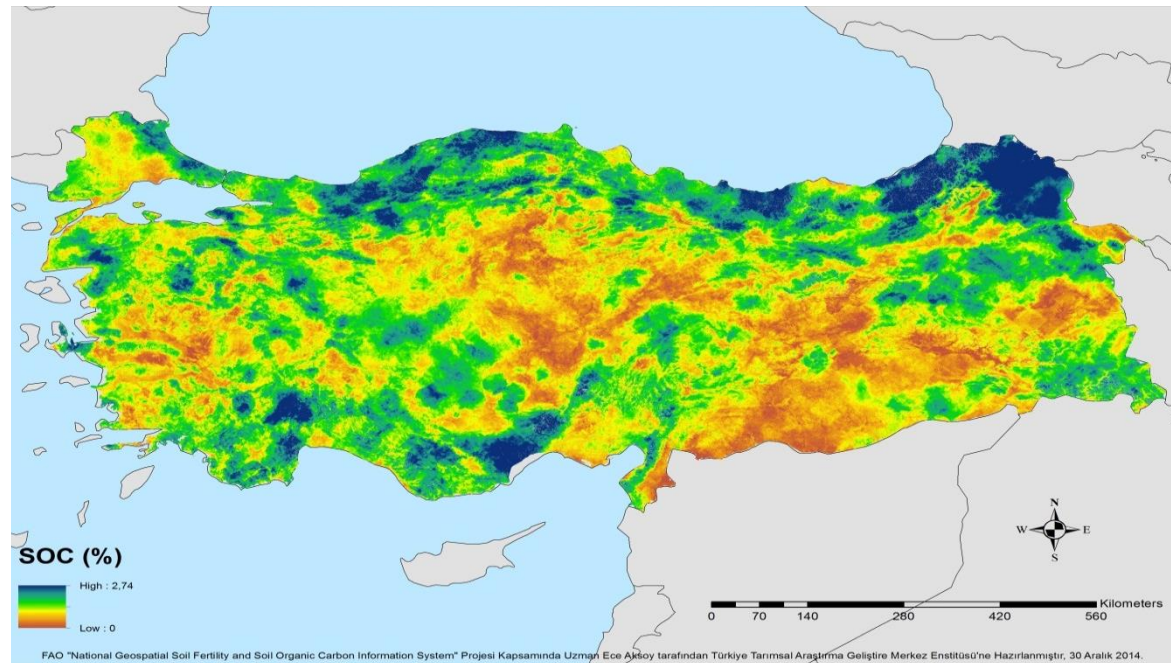 N
W E
S
SOC (%)
High : 2,74
Low : 0
Kilometers
0 70 140 280 420 560
FAO "National Geospatial Soil Fertility and Soil Organic Carbon Information System" Projesi Kapsamında Uzman Ece Aksoy tarafından Türkiye Tarımsal Araştırma Geliştire Merkez Enstitüsü'ne Hazırlanmıştır, 30 Aralık 2014.